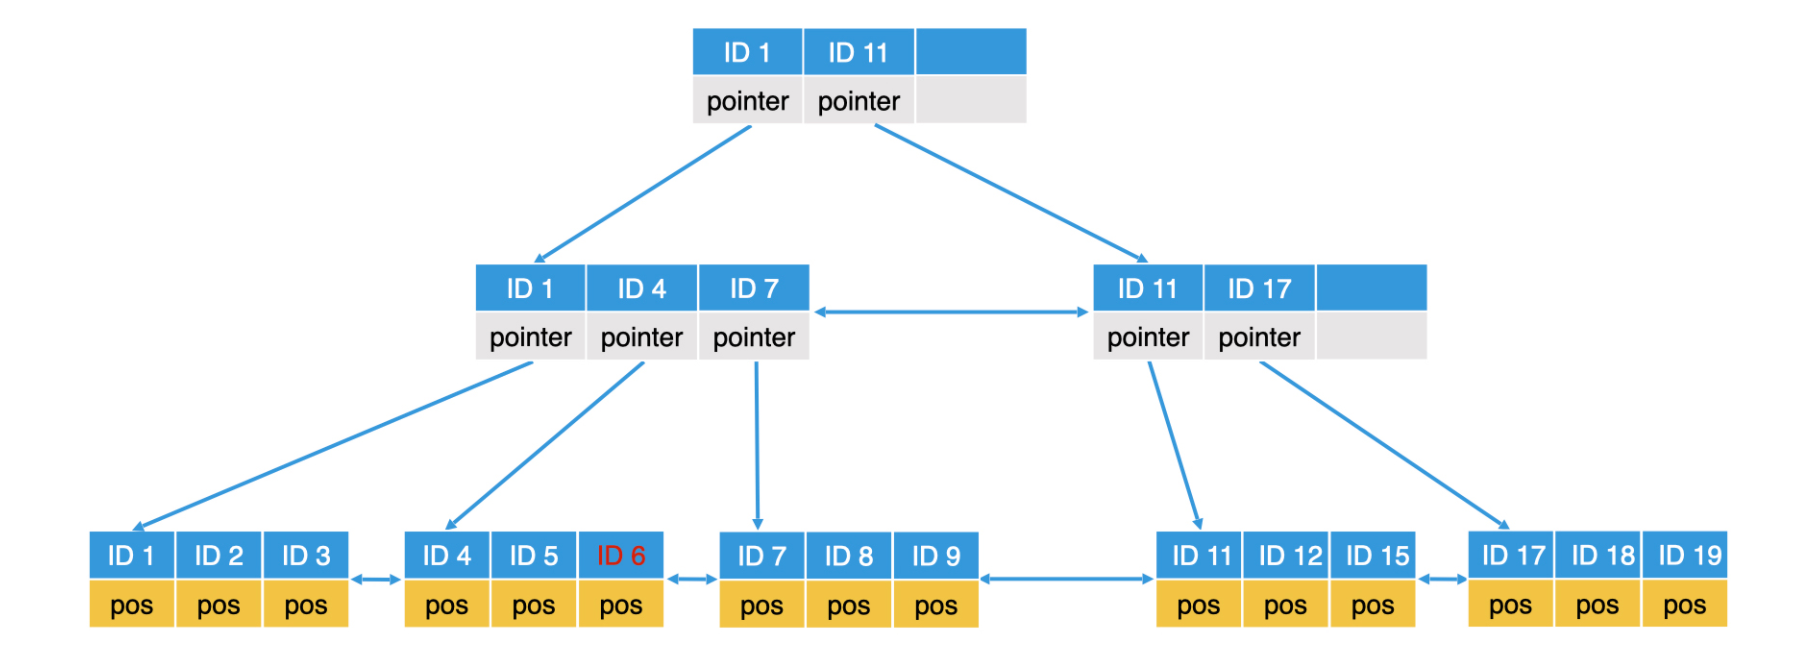 ID 1 ID 11
pointer pointer
ID 1 ID 4 ID 7 ID 11 ID 17
pointer pointer pointer pointer pointer
ID 1 ID 2 ID 3 ID 4 ID 5 ID 6 ID 7 ID 8 ID 9 ID 11 ID 12 ID 15 ID 17 ID 18 ID 19
pos pos pos pos pos pos pos pos pos pos pos pos pos pos pos